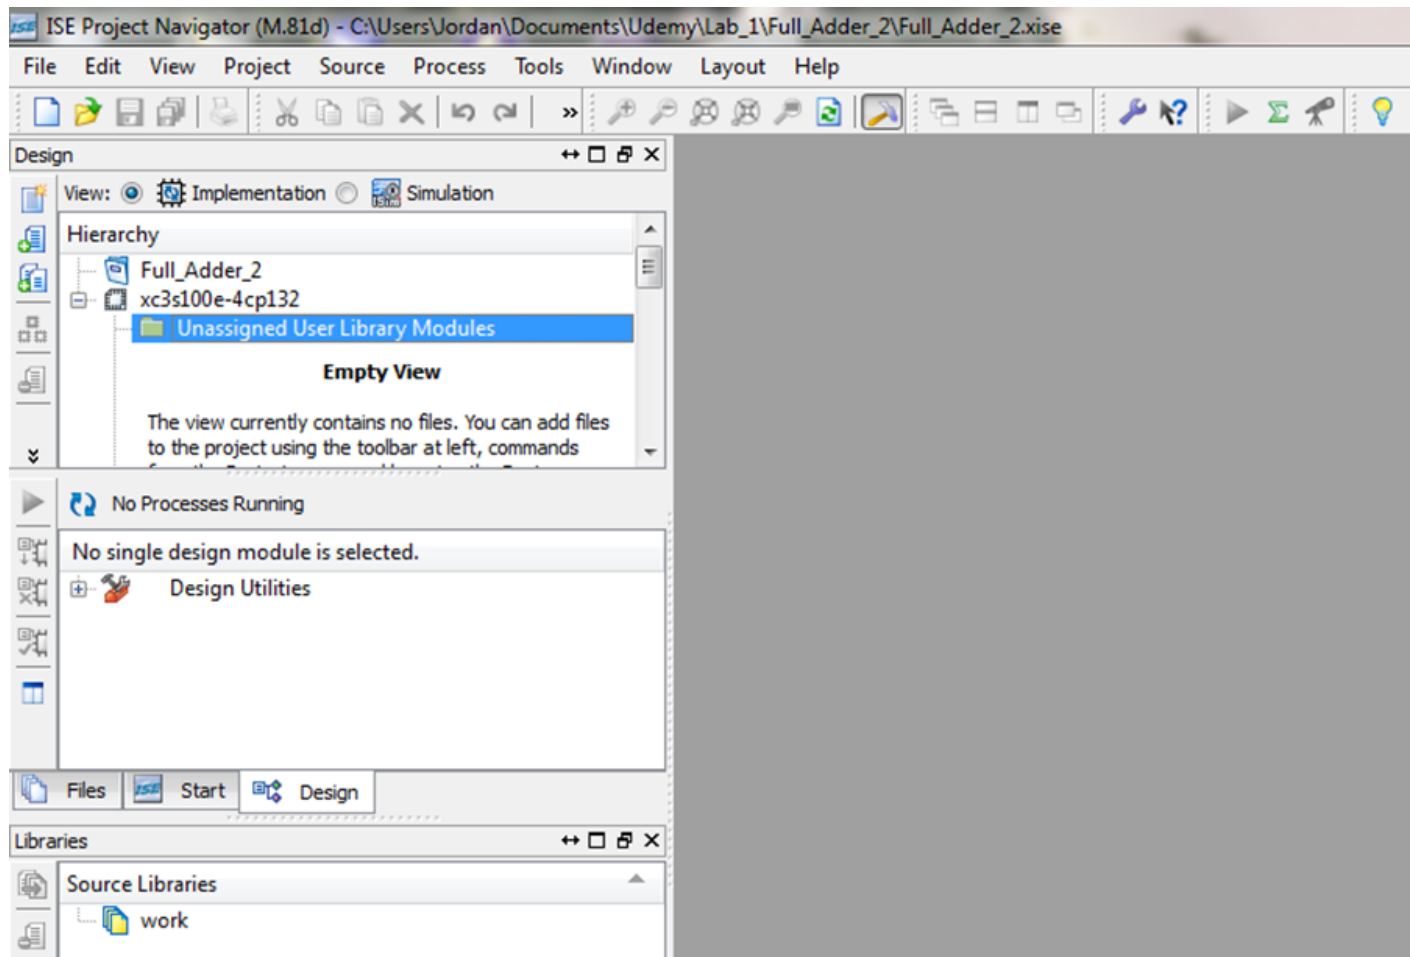 ISE Project Navigator (M.81d) - C:\Users\Jordan\Documents\Udemy\Lab_1\Full_Adder_2\Full_Adder_2.xise
File Edit View Project Source Process Tools Window Layout Help
Design
View: Implementation Simulation
Hierarchy
Full_Adder_2
xc3s100e-4cp132
Unassigned User Library Modules
Empty View
The view currently contains no files. You can add files
to the project using the toolbar at left, commands
No Processes Running
No single design module is selected.
Design Utilities
Files Start Design
Libraries
Source Libraries
work